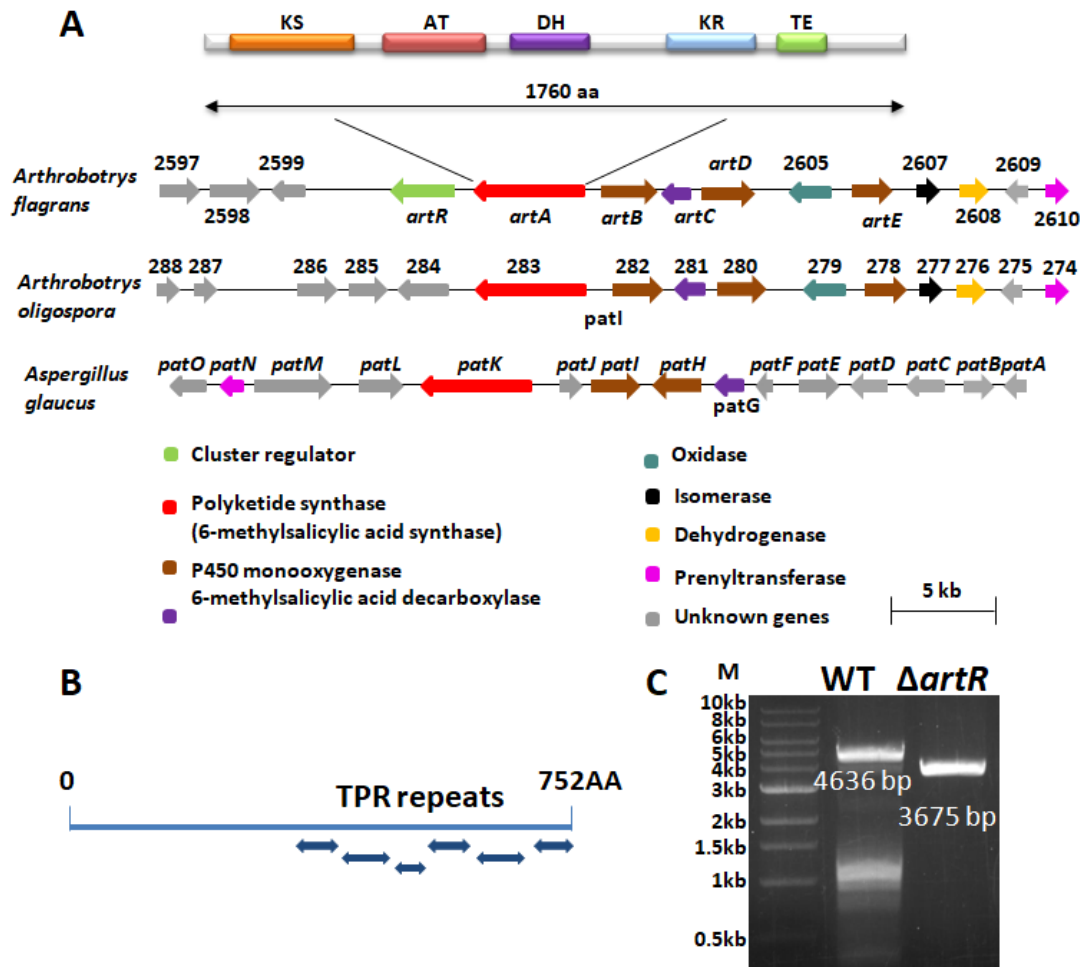 A
KS AT DH KR TE
1760 aa
Arthrobotrys
flagrans
2597 2599 artD 2605 2607 2609
2598 artR artA artB artC artE 2608 2610
Arthrobotrys
oligospora
288 287 286 285 284 283 282 281 280 279 278 277 276 275 274
patI
Aspergillus
glaucus
patO patN patM patL patK patJ patI patH patF patE patD patC patB patA
patG
Cluster regulator
Polyketide synthase
(6-methylsalicylic acid synthase)
P450 monooxygenase
6-methylsalicylic acid decarboxylase
Oxidase
Isomerase
Dehydrogenase
Prenyltransferase
Unknown genes
5 kb
B
0 752AA
TPR repeats
C
M WT ΔartR
10kb
8kb
6kb
5kb
4kb
3kb
2kb
1.5kb
1kb
0.5kb
4636 bp
3675 bp